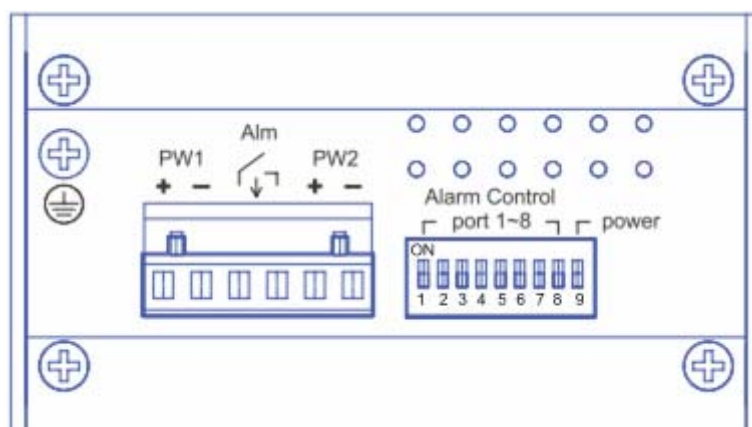 Alm
PW1 PW2
+ − + −
Alarm Control
port 1~8 power
ON
1 2 3 4 5 6 7 8 9